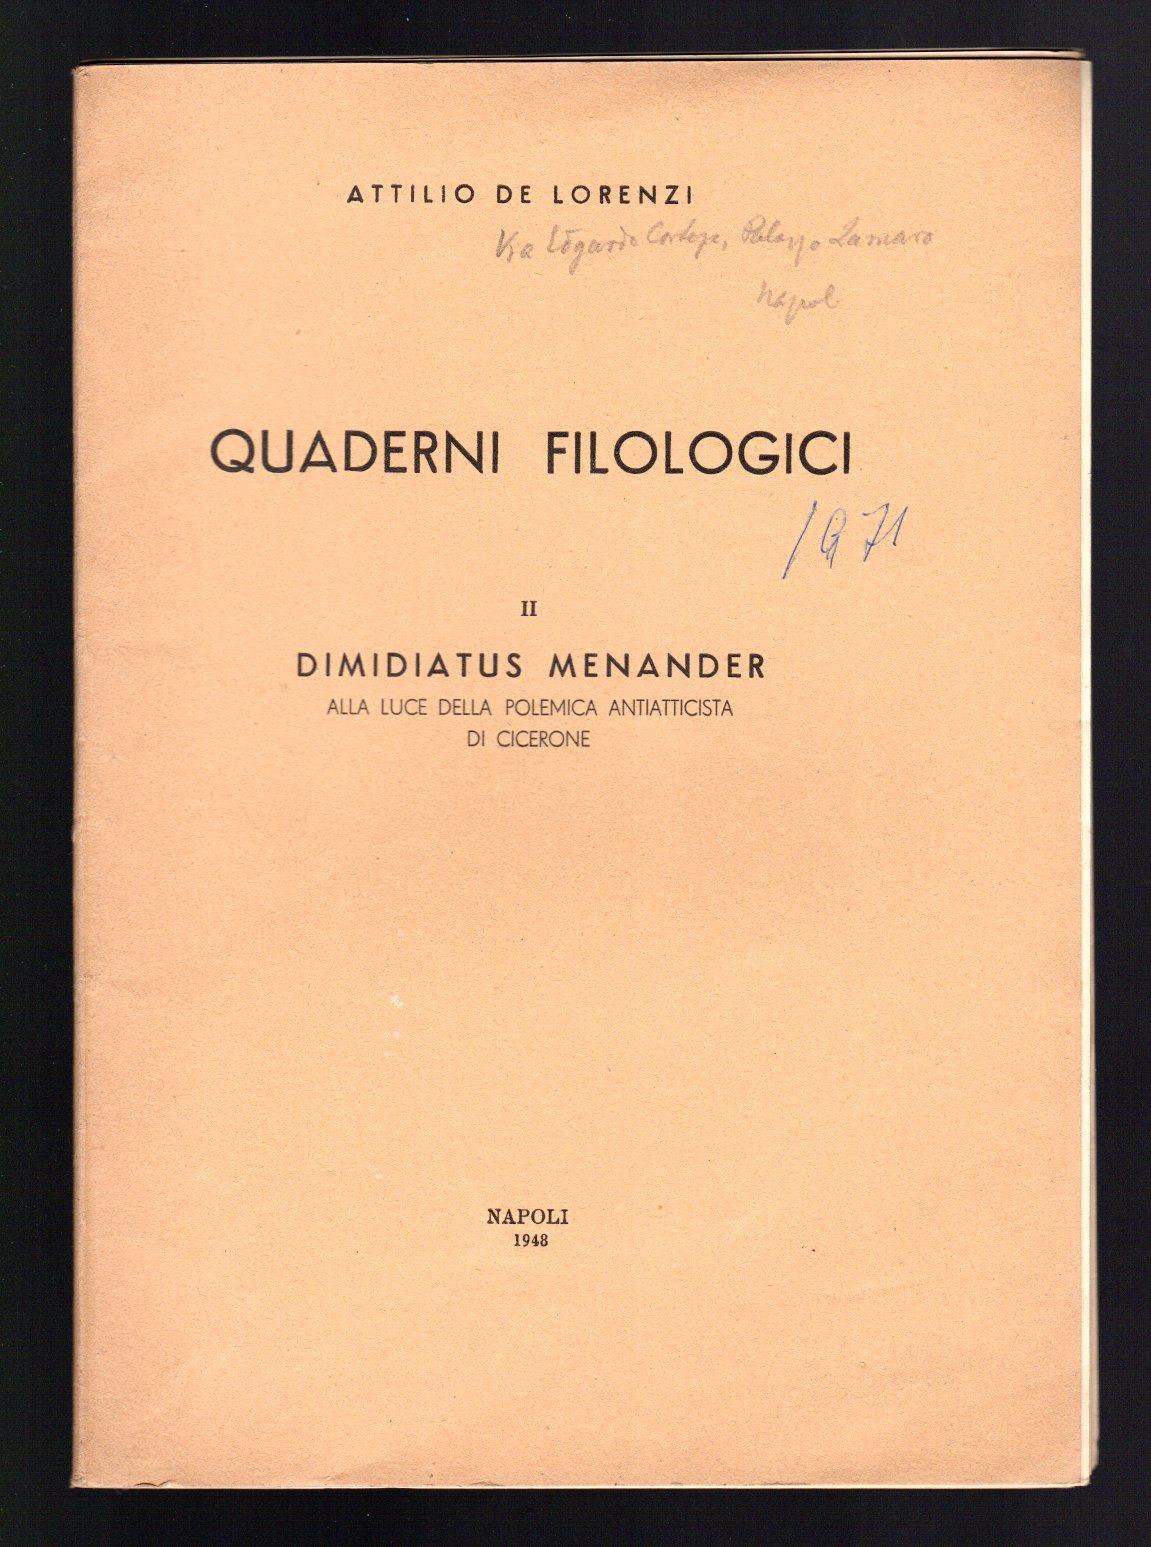 ATTILIO DE LORENZI
Via Edgardo Cortese, Palazzo Lamaro
Napoli
QUADERNI FILOLOGICI
1971
II
DIMIDIATUS MENANDER
ALLA LUCE DELLA POLEMICA ANTIATTICISTA
DI CICERONE
NAPOLI
1948